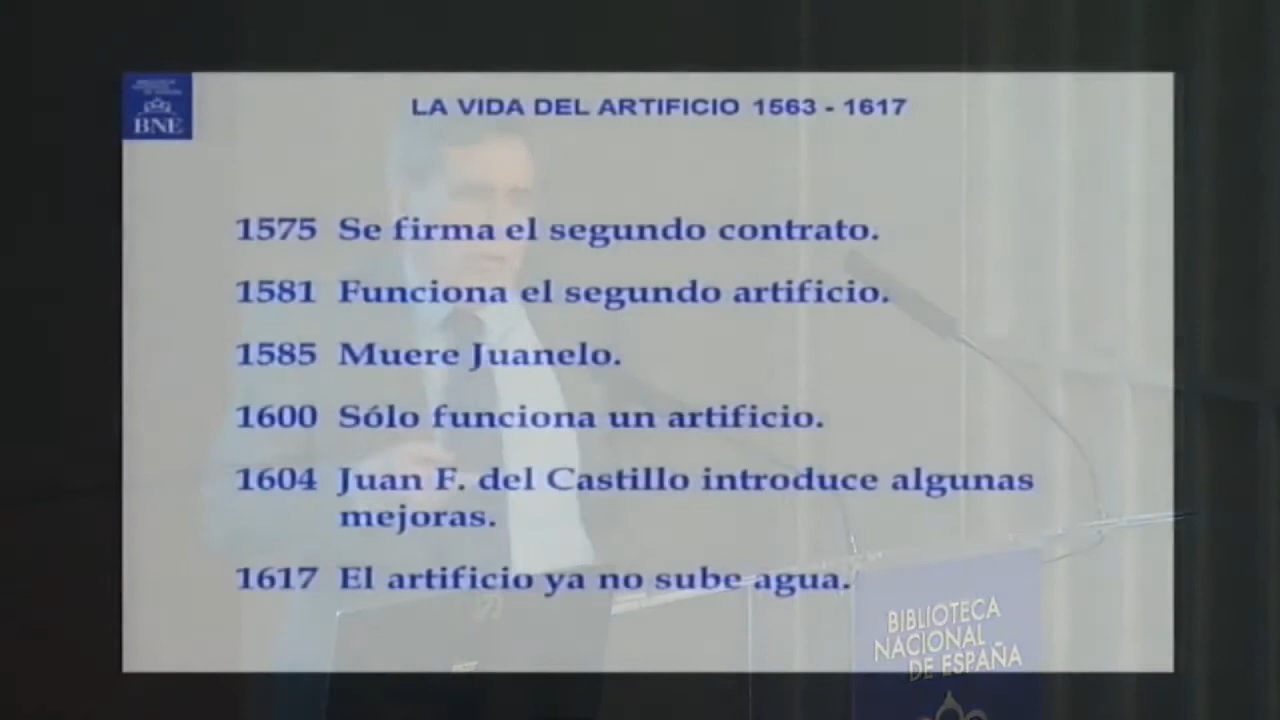 BNE
LA VIDA DEL ARTIFICIO 1563 - 1617
1575 Se firma el segundo contrato.
1581 Funciona el segundo artificio.
1585 Muere Juanelo.
1600 Sólo funciona un artificio.
1604 Juan F. del Castillo introduce algunas
mejoras.
1617 El artificio ya no sube agua.
BIBLIOTECA
NACIONAL
DE ESPAÑA